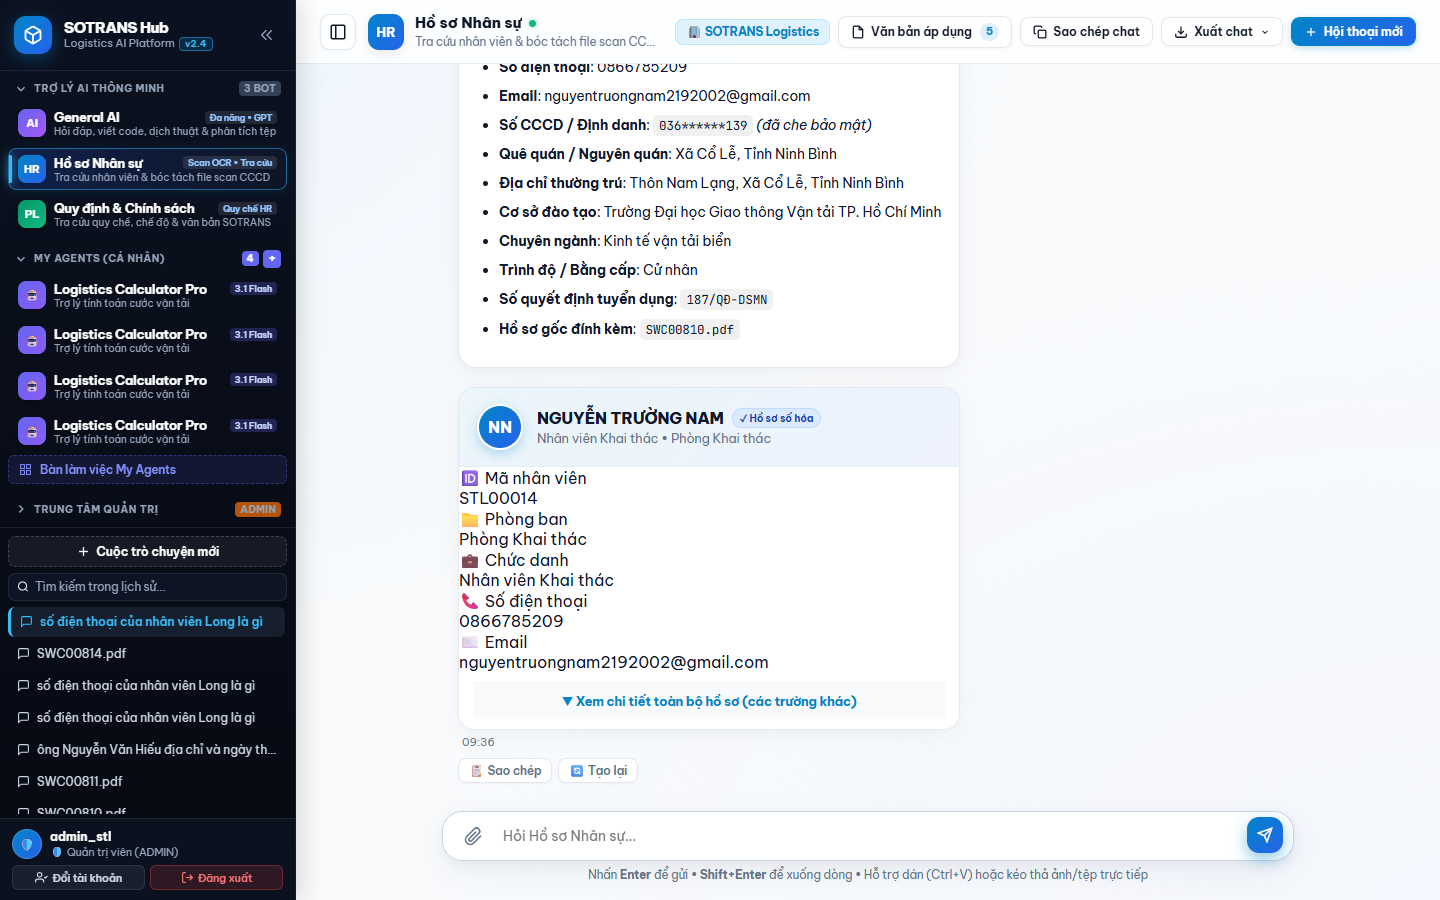 SOTRANS Hub
Logistics AI Platform v2.4
TRỢ LÝ AI THÔNG MINH 3 BOT
AI General AI Đa năng • GPT
Hỏi đáp, viết code, dịch thuật & phân tích tệp
HR Hồ sơ Nhân sự Scan OCR • Tra cứu
Tra cứu nhân viên & bóc tách file scan CCCD
PL Quy định & Chính sách Quy chế HR
Tra cứu quy chế, chế độ & văn bản SOTRANS
MY AGENTS (CÁ NHÂN) 4 +
Logistics Calculator Pro 3.1 Flash
Trợ lý tính toán cước vận tải
Logistics Calculator Pro 3.1 Flash
Trợ lý tính toán cước vận tải
Logistics Calculator Pro 3.1 Flash
Trợ lý tính toán cước vận tải
Logistics Calculator Pro 3.1 Flash
Trợ lý tính toán cước vận tải
Bàn làm việc My Agents
TRUNG TÂM QUẢN TRỊ ADMIN
+ Cuộc trò chuyện mới
Tìm kiếm trong lịch sử...
số điện thoại của nhân viên Long là gì
SWC00814.pdf
số điện thoại của nhân viên Long là gì
số điện thoại của nhân viên Long là gì
ông Nguyễn Văn Hiếu địa chỉ và ngày th...
SWC00811.pdf
SWC00810.pdf
admin_stl
Quản trị viên (ADMIN)
Đổi tài khoản Đăng xuất
HR Hồ sơ Nhân sự
Tra cứu nhân viên & bóc tách file scan CC...
SOTRANS Logistics Văn bản áp dụng 5 Sao chép chat Xuất chat + Hội thoại mới
Số điện thoại: 0866785209
Email: nguyentruongnam2192002@gmail.com
Số CCCD / Định danh: 036******139 (đã che bảo mật)
Quê quán / Nguyên quán: Xã Cổ Lễ, Tỉnh Ninh Bình
Địa chỉ thường trú: Thôn Nam Lạng, Xã Cổ Lễ, Tỉnh Ninh Bình
Cơ sở đào tạo: Trường Đại học Giao thông Vận tải TP. Hồ Chí Minh
Chuyên ngành: Kinh tế vận tải biển
Trình độ / Bằng cấp: Cử nhân
Số quyết định tuyển dụng: 187/QĐ-DSMN
Hồ sơ gốc đính kèm: SWC00810.pdf
NN NGUYỄN TRƯỜNG NAM ✓ Hồ sơ số hóa
Nhân viên Khai thác • Phòng Khai thác
🆔 Mã nhân viên
STL00014
📁 Phòng ban
Phòng Khai thác
💼 Chức danh
Nhân viên Khai thác
📞 Số điện thoại
0866785209
✉️ Email
nguyentruongnam2192002@gmail.com
▼ Xem chi tiết toàn bộ hồ sơ (các trường khác)
09:36
Sao chép Tạo lại
Hỏi Hồ sơ Nhân sự...
Nhấn Enter để gửi • Shift+Enter để xuống dòng • Hỗ trợ dán (Ctrl+V) hoặc kéo thả ảnh/tệp trực tiếp